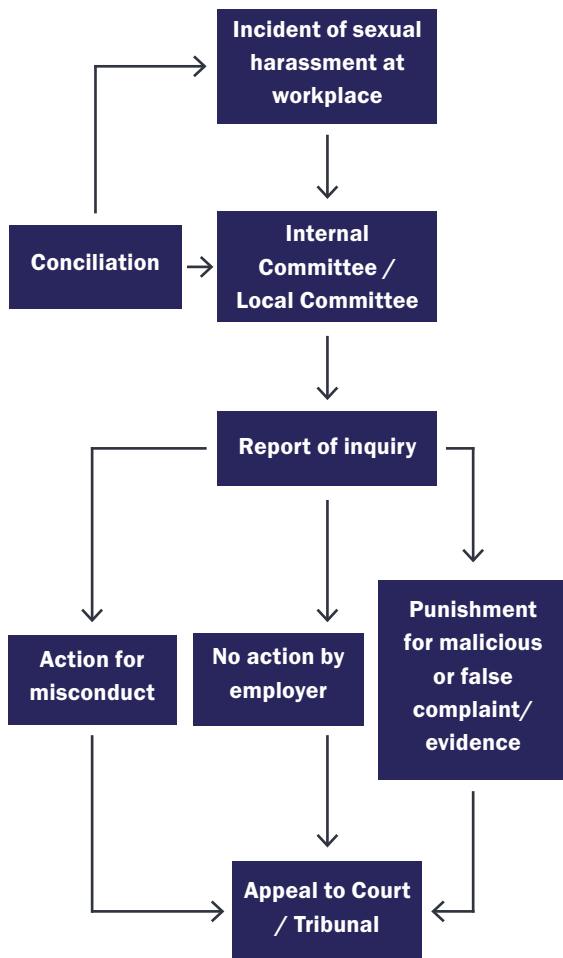 Incident of sexual
harassment at
workplace
Conciliation
Internal
Committee /
Local Committee
Report of inquiry
Action for
misconduct
No action by
employer
Punishment
for malicious
or false
complaint/
evidence
Appeal to Court
/ Tribunal